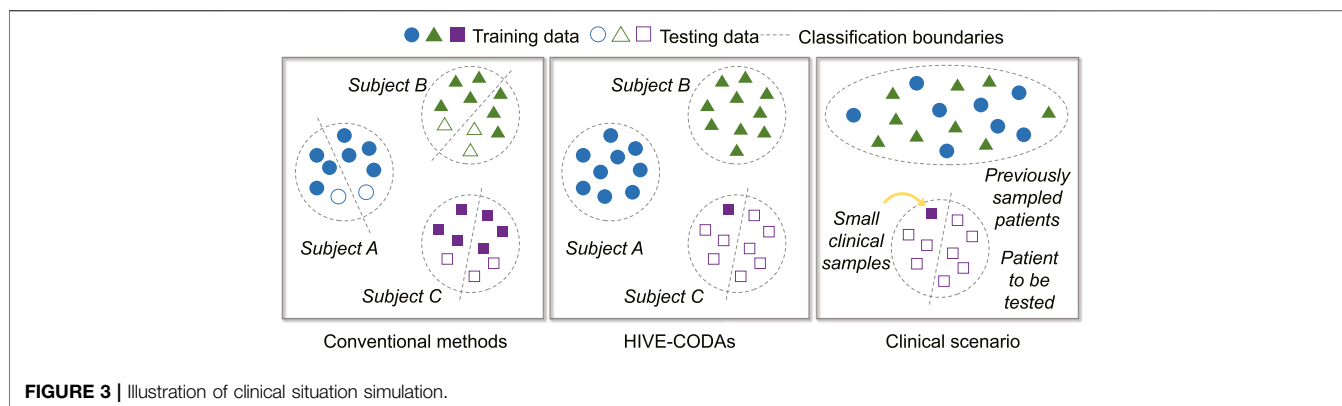 Training data Testing data Classification boundaries
Subject B
Subject A
Subject C
Conventional methods
Subject B
Subject A
Subject C
HIVE-CODAs
Previously
sampled
patients
Small
clinical
samples
Patient
to be
tested
Clinical scenario
FIGURE 3 | Illustration of clinical situation simulation.